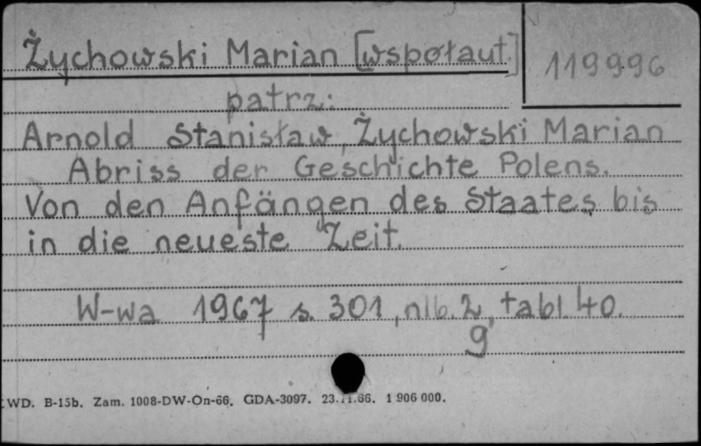 Żychowski Marian [współaut.]
119996
patrz:
Arnold Stanisław, Żychowski Marian
Abriss der Geschichte Polens.
Von den Anfängen des Staates bis
in die neueste Zeit.
W-wa 1967 s. 301, nlb. 2, tabl. 40.
g
WD. B-15b. Zam. 1008-DW-On-66. GDA-3097. 23.11.66. 1 906 000.